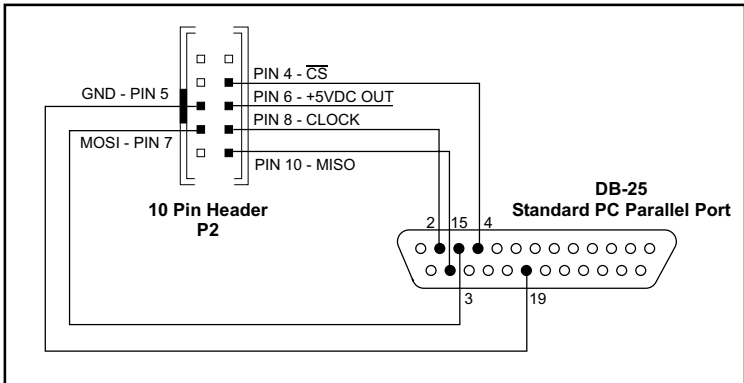 PIN 4 - CS
GND - PIN 5
PIN 6 - +5VDC OUT
PIN 8 - CLOCK
MOSI - PIN 7
PIN 10 - MISO
10 Pin Header
P2
DB-25
Standard PC Parallel Port
2 15 4
3 19